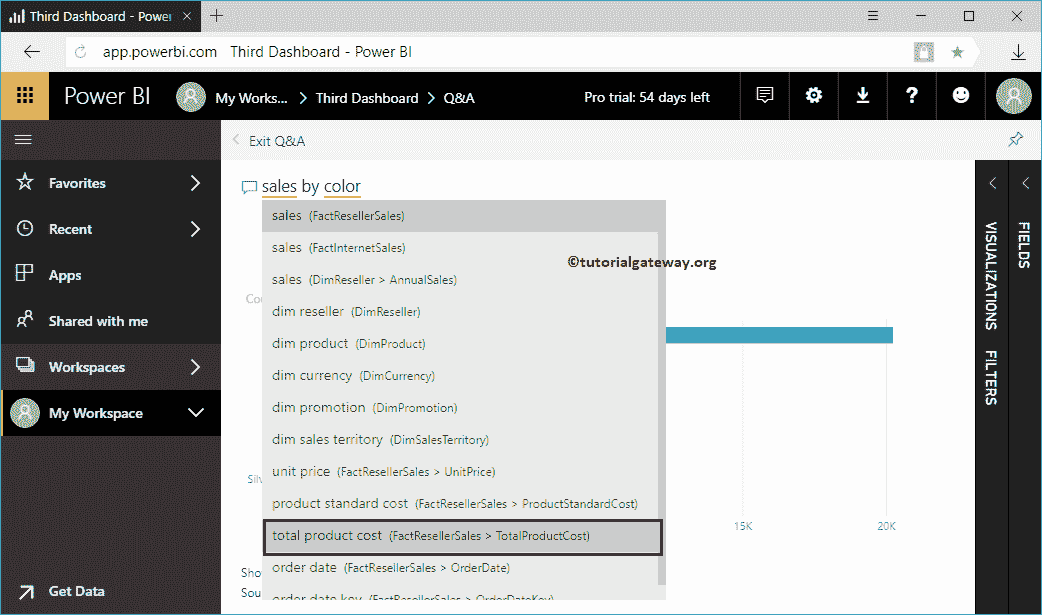 Third Dashboard - Power
app.powerbi.com Third Dashboard - Power BI
Power BI My Works... Third Dashboard Q&A Pro trial: 54 days left ?
Exit Q&A
Favorites
Recent
Apps
Shared with me
Workspaces
My Workspace
Get Data
sales by color
sales (FactResellerSales)
sales (FactInternetSales)
sales (DimReseller > AnnualSales)
dim reseller (DimReseller)
dim product (DimProduct)
dim currency (DimCurrency)
dim promotion (DimPromotion)
dim sales territory (DimSalesTerritory)
unit price (FactResellerSales > UnitPrice)
product standard cost (FactResellerSales > ProductStandardCost)
total product cost (FactResellerSales > TotalProductCost)
order date (FactResellerSales > OrderDate)
order date key (FactResellerSales > OrderDateKey)
©tutorialgateway.org
Co
Silv
15K 20K
Sho
Sou
VISUALIZATIONS
FILTERS
FIELDS